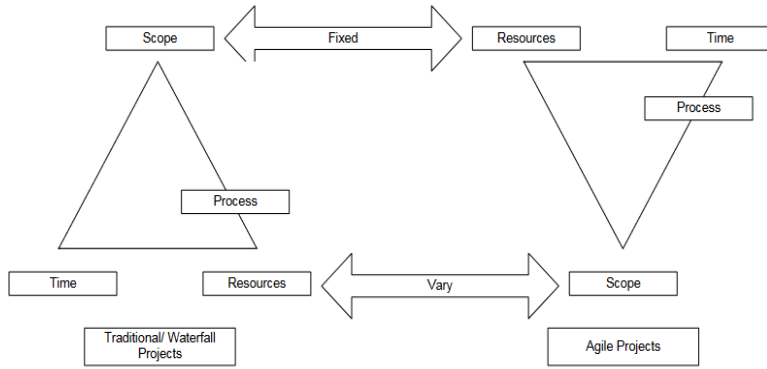 Scope
Fixed
Resources
Time
Process
Process
Time
Resources
Vary
Scope
Traditional/ Waterfall
Projects
Agile Projects